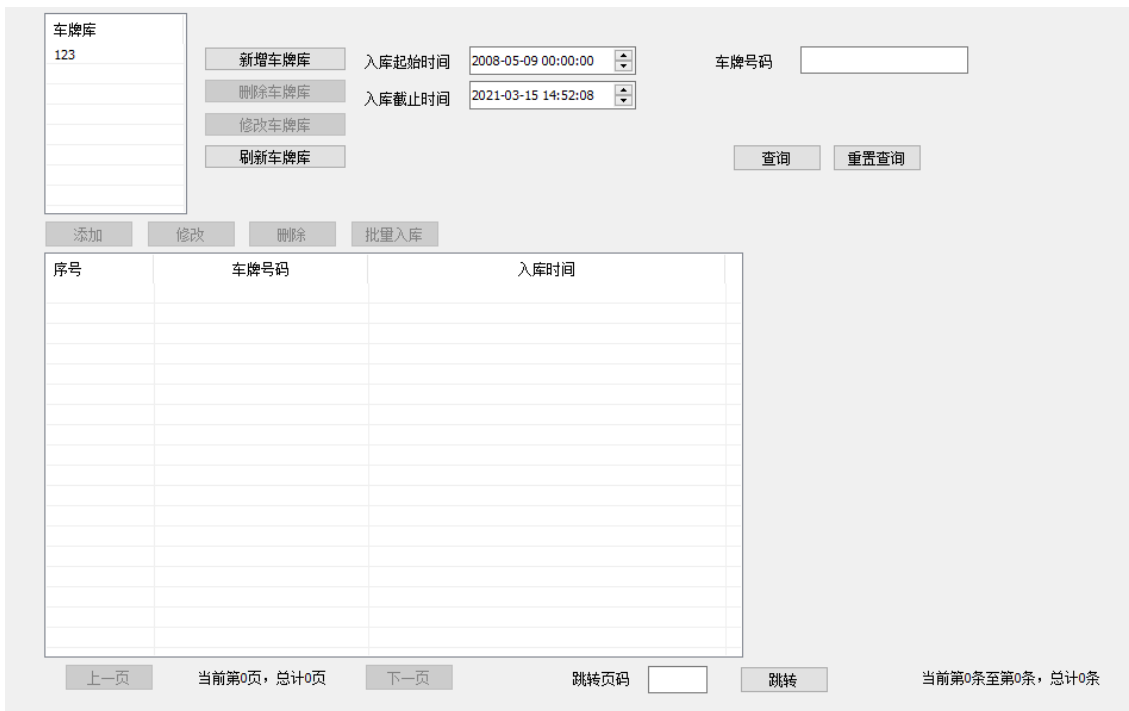 车牌库
123
新增车牌库
删除车牌库
修改车牌库
刷新车牌库
入库起始时间 2008-05-09 00:00:00
入库截止时间 2021-03-15 14:52:08
车牌号码
查询 重置查询
添加 修改 删除 批量入库
序号 车牌号码 入库时间
上一页 当前第0页，总计0页 下一页 跳转页码 跳转 当前第0条至第0条，总计0条